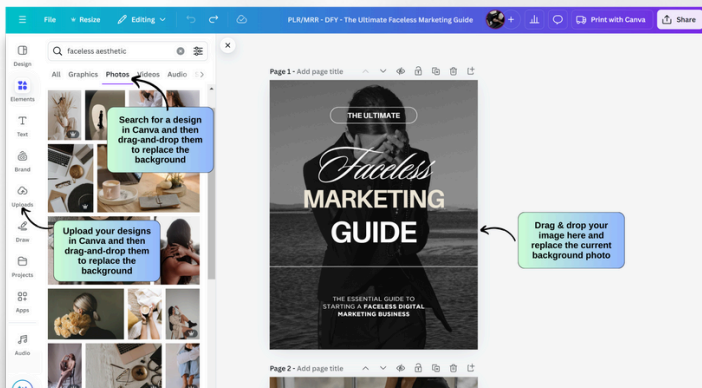 File
Resize
Editing
PLR/MRR - DFY - The Ultimate Faceless Marketing Guide
Print with Canva
Share
Design
Elements
Text
Brand
Uploads
Draw
Projects
Apps
Audio
faceless aesthetic
All Graphics Photos Videos Audio
Search for a design
in Canva and then
drag-and-drop them
to replace the
background
Upload your designs
in Canva and then
drag-and-drop them
to replace the
background
Page 1 - Add page title
THE ULTIMATE
Faceless
MARKETING
GUIDE
THE ESSENTIAL GUIDE TO
STARTING A FACELESS DIGITAL
MARKETING BUSINESS
Drag & drop your
image here and
replace the current
background photo
Page 2 - Add page title